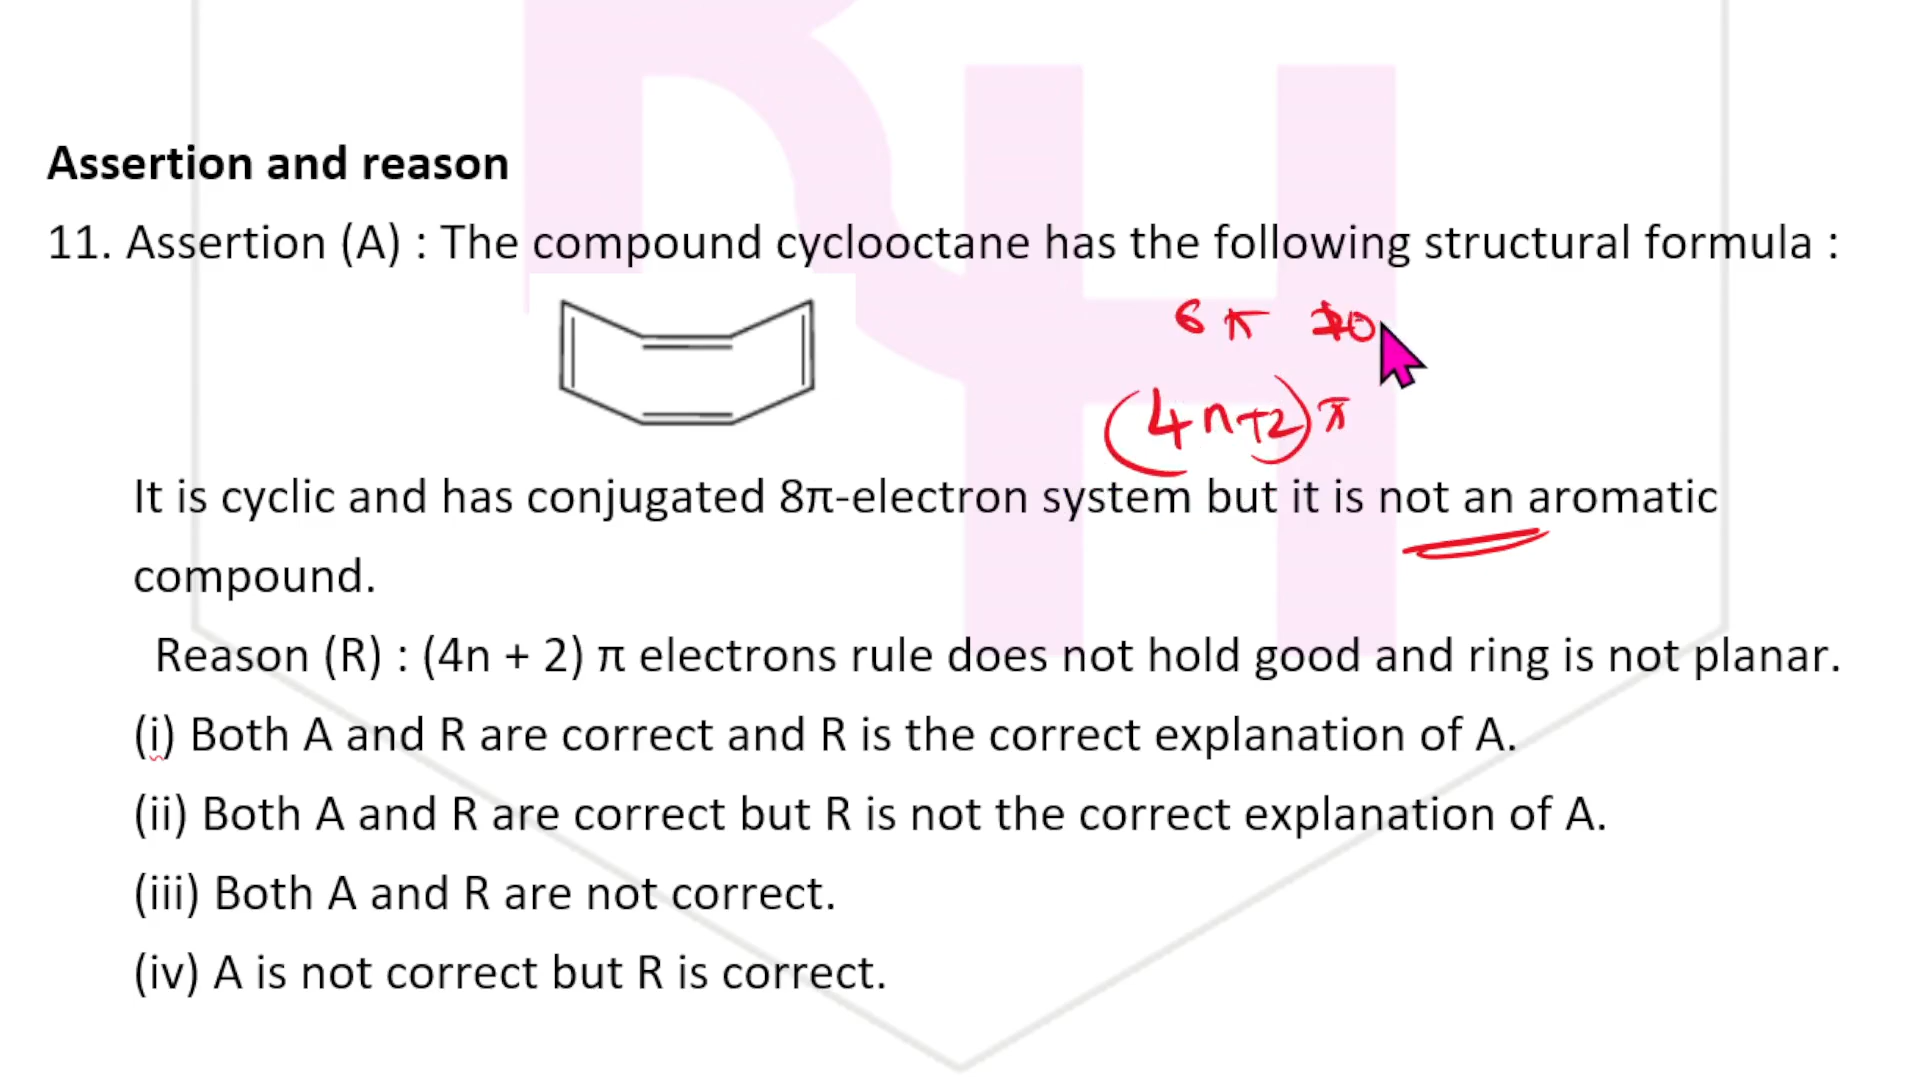 Assertion and reason
11. Assertion (A) : The compound cyclooctane has the following structural formula :
6 π 10
(4n+2) π
It is cyclic and has conjugated 8π-electron system but it is not an aromatic
compound.
Reason (R) : (4n + 2) π electrons rule does not hold good and ring is not planar.
(i) Both A and R are correct and R is the correct explanation of A.
(ii) Both A and R are correct but R is not the correct explanation of A.
(iii) Both A and R are not correct.
(iv) A is not correct but R is correct.